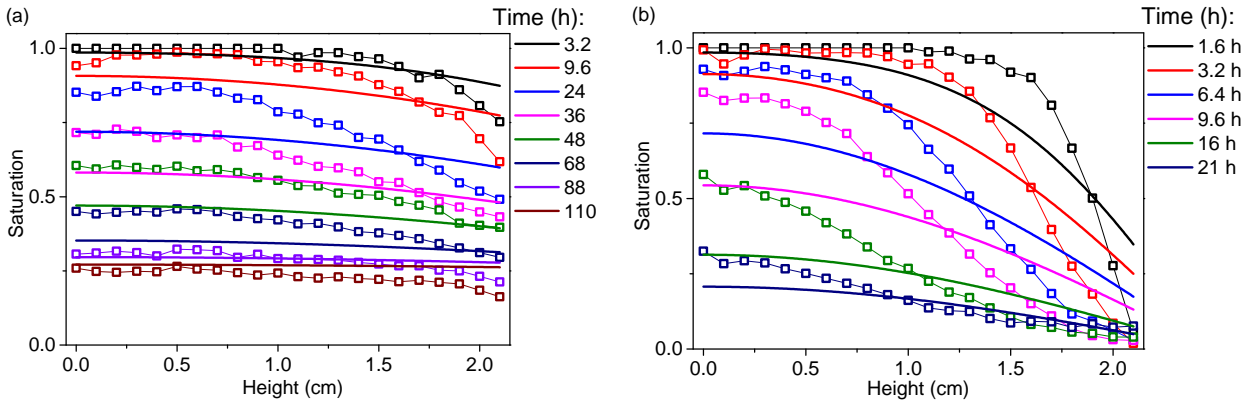 (a)
Time (h):
1.0
0.5
0.0
Saturation
0.0 0.5 1.0 1.5 2.0
Height (cm)
3.2
9.6
24
36
48
68
88
110
(b)
Time (h):
1.0
0.5
0.0
Saturation
0.0 0.5 1.0 1.5 2.0
Height (cm)
1.6 h
3.2 h
6.4 h
9.6 h
16 h
21 h